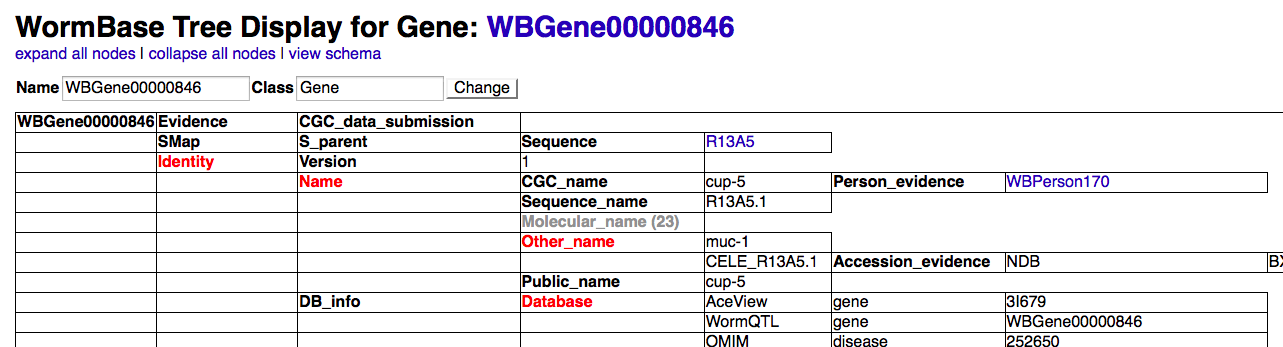 WormBase Tree Display for Gene: WBGene00000846
expand all nodes | collapse all nodes | view schema
Name WBGene00000846 Class Gene Change
WBGene00000846 Evidence CGC_data_submission
SMap S_parent Sequence R13A5
Identity Version 1
Name CGC_name cup-5 Person_evidence WBPerson170
Sequence_name R13A5.1
Molecular_name (23)
Other_name muc-1
CELE_R13A5.1 Accession_evidence NDB BX
Public_name cup-5
DB_info Database AceView gene 3I679
WormQTL gene WBGene00000846
OMIM disease 252650